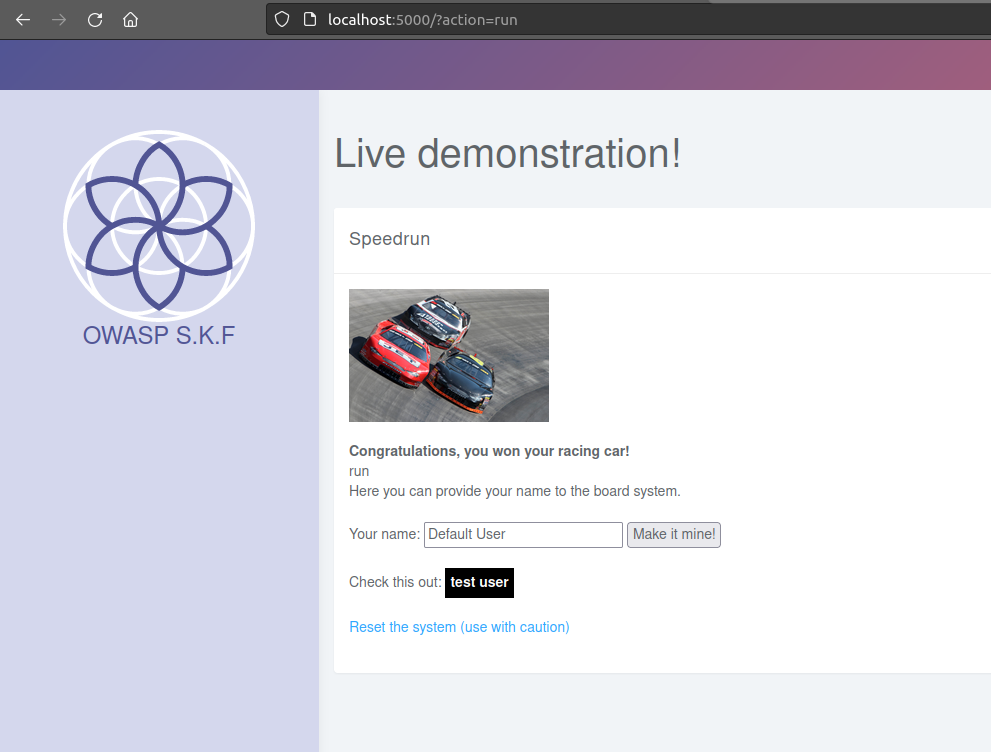 localhost:5000/?action=run
Live demonstration!
Speedrun
OWASP S.K.F
Congratulations, you won your racing car!
run
Here you can provide your name to the board system.
Your name: Default User Make it mine!
Check this out: test user
Reset the system (use with caution)